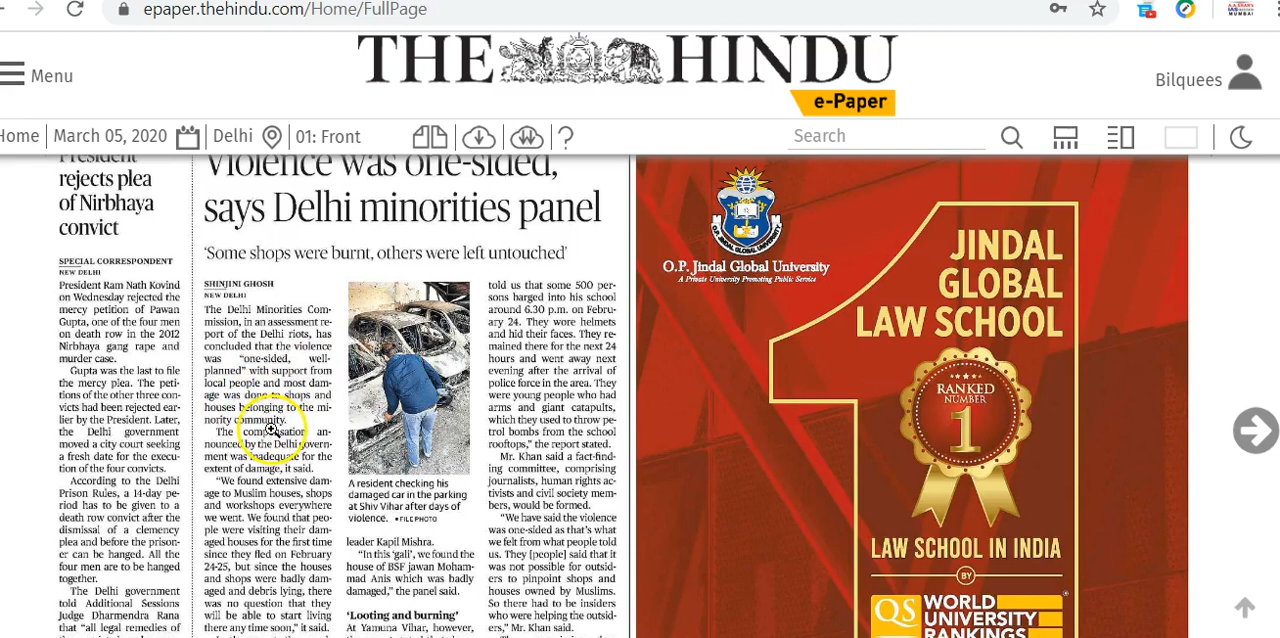 epaper.thehindu.com/Home/FullPage
THE HINDU
e-Paper
Menu
Bilquees
Home
March 05, 2020
Delhi
01: Front
?
Search
President
rejects plea
of Nirbhaya
convict
SPECIAL CORRESPONDENT
NEW DELHI
President Ram Nath Kovind
on Wednesday rejected the
mercy petition of Pawan
Gupta, one of the four men
on death row in the 2012
Nirbhaya gang rape and
murder case.
Gupta was the last to file
the mercy plea. The peti-
tions of the other three con-
victs had been rejected ear-
lier by the President. Later,
the Delhi government
moved a city court seeking
a fresh date for the execu-
tion of the four convicts.
According to the Delhi
Prison Rules, a 14-day pe-
riod has to be given to a
death row convict after the
dismissal of a clemency
plea and before the prison-
er can be hanged. All the
four men are to be hanged
together.
The Delhi government
told Additional Sessions
Judge Dharmendra Rana
that "all legal remedies of
Violence was one-sided,
says Delhi minorities panel
'Some shops were burnt, others were left untouched'
SHINJINI GHOSH
NEW DELHI
The Delhi Minorities Com-
mission, in an assessment re-
port of the Delhi riots, has
concluded that the violence
was "one-sided, well-
planned" with support from
local people and most dam-
age was done to shops and
houses belonging to the mi-
nority community.
The compensation an-
nounced by the Delhi govern-
ment was inadequate for the
extent of damage, it said.
"We found extensive dam-
age to Muslim houses, shops
and workshops everywhere
we went. We found that peo-
ple were visiting their dam-
aged houses for the first time
since they fled on February
24-25, but since the houses
and shops were badly dam-
aged and debris lying, there
was no question that they
will be able to start living
there any time soon," it said.
A resident checking his
damaged car in the parking
at Shiv Vihar after days of
violence. •FILE PHOTO
leader Kapil Mishra.
"In this 'gali', we found the
house of BSF jawan Moham-
mad Anis which was badly
damaged," the panel said.
'Looting and burning'
At Yamuna Vihar, however,
told us that some 500 per-
sons barged into his school
around 6.30 p.m. on February
24. They wore helmets
and hid their faces. They re-
mained there for the next 24
hours and went away next
evening after the arrival of
police force in the area. They
were young people who had
arms and giant catapults,
which they used to throw pe-
trol bombs from the school
rooftops," the report stated.
Mr. Khan said a fact-find-
ing committee, comprising
journalists, human rights ac-
tivists and civil society mem-
bers, would be formed.
"We have said the violence
was one-sided as that's what
we felt from what people told
us. They [people] said that it
was not possible for outsid-
ers to pinpoint shops and
houses owned by Muslims.
So there had to be insiders
who were helping the outsid-
ers," Mr. Khan said.
O.P. Jindal Global University
A Private University Promoting Public Service
JINDAL
GLOBAL
LAW SCHOOL
RANKED
NUMBER
1
LAW SCHOOL IN INDIA
BY
QS WORLD
UNIVERSITY
RANKINGS